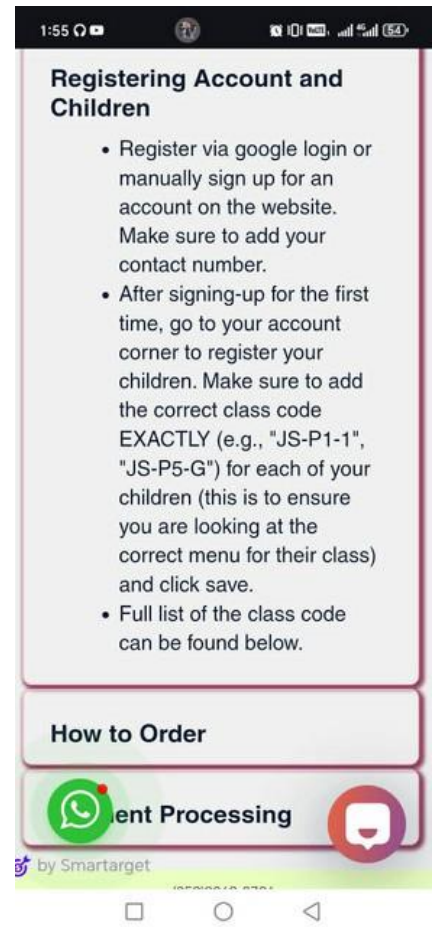 1:55
VoLTE
4G
54
Registering Account and
Children
• Register via google login or
manually sign up for an
account on the website.
Make sure to add your
contact number.
• After signing-up for the first
time, go to your account
corner to register your
children. Make sure to add
the correct class code
EXACTLY (e.g., "JS-P1-1",
"JS-P5-G") for each of your
children (this is to ensure
you are looking at the
correct menu for their class)
and click save.
• Full list of the class code
can be found below.
How to Order
Processing
by Smartarget